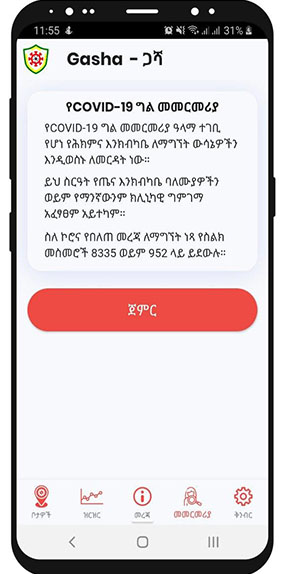 11:55
31%
Gasha - ጋሻ
የCOVID-19 ግል መመርመሪያ
የCOVID-19 ግል መመርመሪያ ዓላማ ተገቢ
የሆነ የሕክምና እንክብካቤ ለማግኘት ውሳኔዎችን
እንዲወስኑ ለመርዳት ነው።
ይህ ስርዓት የጤና እንክብካቤ ባለሙያዎችን
ወይም የማንኛውንም ክሊኒካዊ ግምገማ
አፈፃፀም አይተካም።
ስለ ኮሮና የበለጠ መረጃ ለማግኘት ነጻ የስልክ
መስመሮች 8335 ወይም 952 ላይ ይደውሉ።
ጀምር
ቦታዎች ዝርዝር መረጃ መመርመሪያ ቅንብር